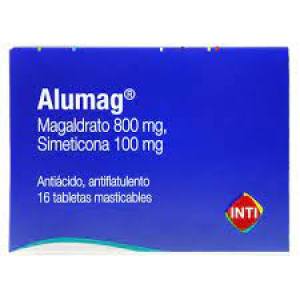 Alumag®
Magaldrato 800 mg,
Simeticona 100 mg
Antiácido, antiflatulento
16 tabletas masticables
INTI